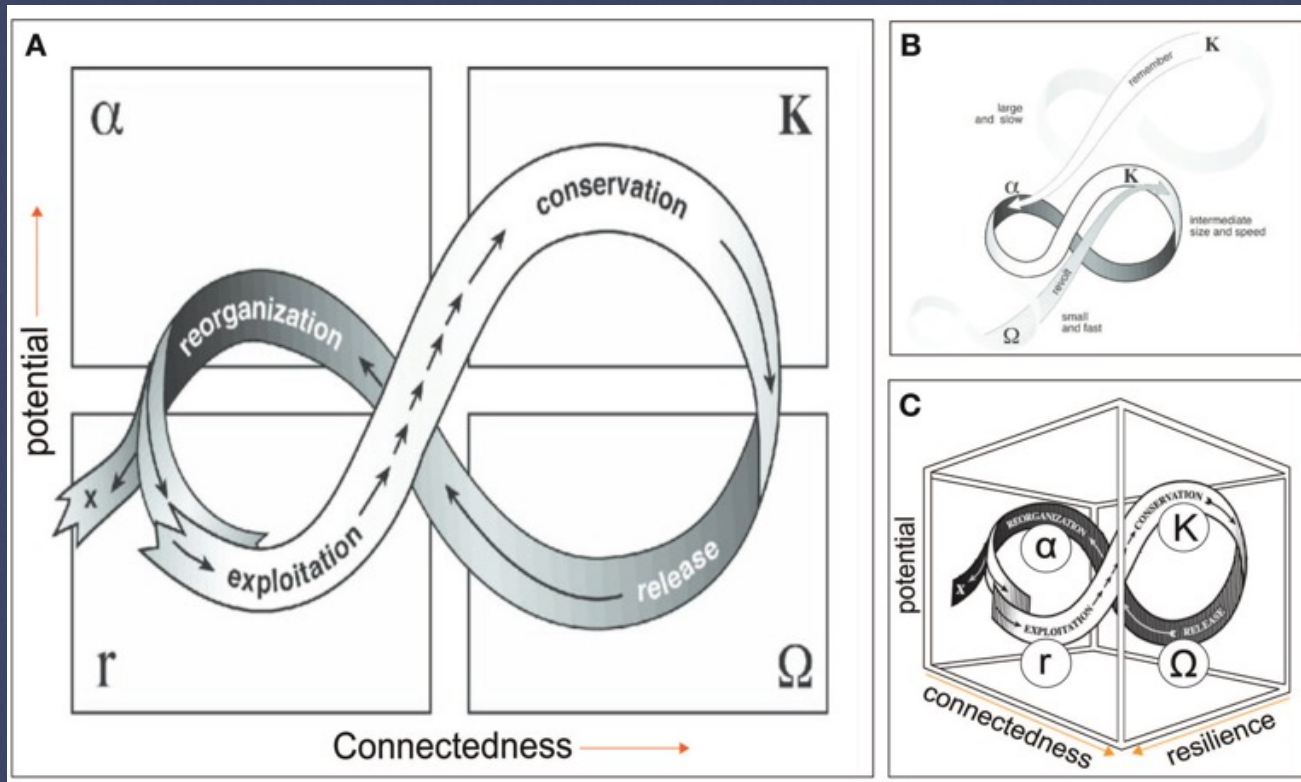 A
α
K
conservation
reorganization
potential
x
exploitation
release
r
Ω
Connectedness
B
K
remember
large
and slow
α
K
intermediate
size and speed
revolt
small
and fast
Ω
C
CONSERVATION
K
REORGANIZATION
α
potential
X
EXPLOITATION
RELEASE
r
Ω
connectedness
resilience